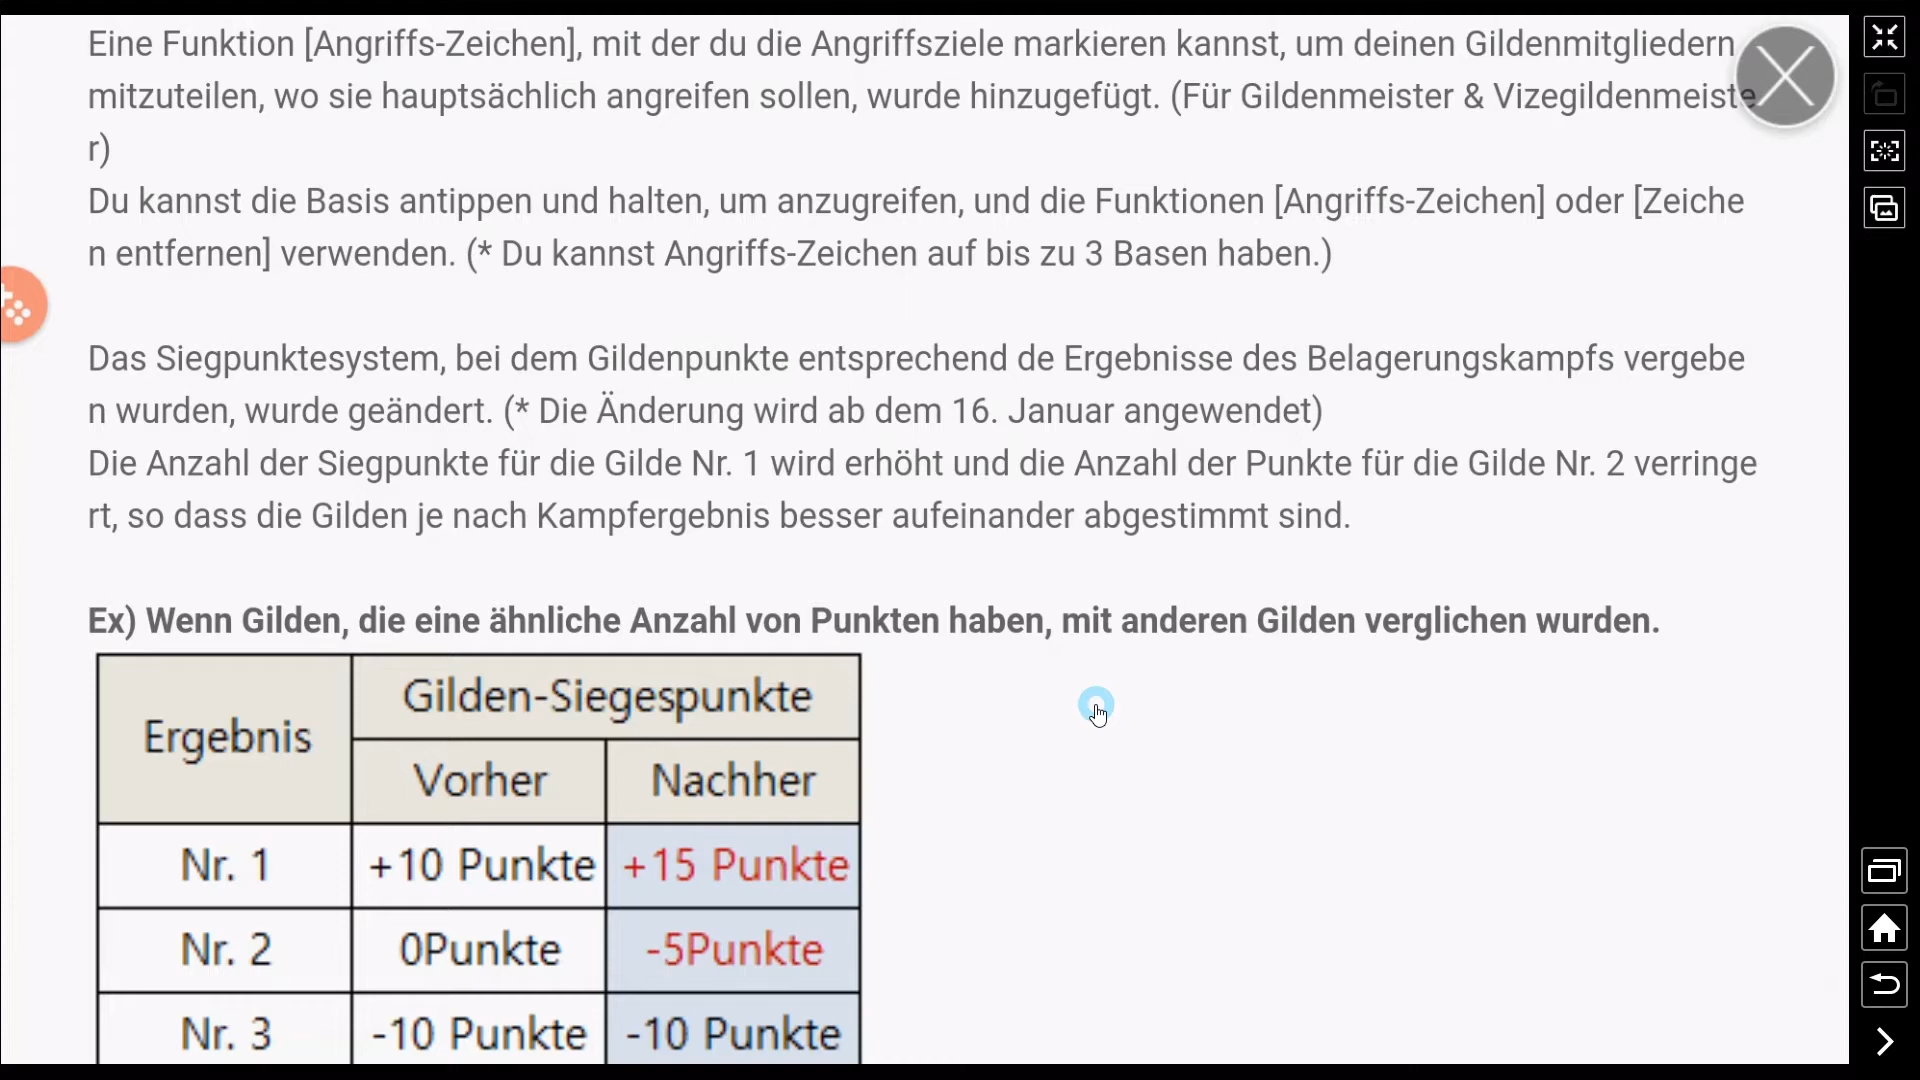 Eine Funktion [Angriffs-Zeichen], mit der du die Angriffsziele markieren kannst, um deinen Gildenmitgliedern
mitzuteilen, wo sie hauptsächlich angreifen sollen, wurde hinzugefügt. (Für Gildenmeister & Vizegildenmeiste
r)
Du kannst die Basis antippen und halten, um anzugreifen, und die Funktionen [Angriffs-Zeichen] oder [Zeiche
n entfernen] verwenden. (* Du kannst Angriffs-Zeichen auf bis zu 3 Basen haben.)
Das Siegpunktesystem, bei dem Gildenpunkte entsprechend de Ergebnisse des Belagerungskampfs vergebe
n wurden, wurde geändert. (* Die Änderung wird ab dem 16. Januar angewendet)
Die Anzahl der Siegpunkte für die Gilde Nr. 1 wird erhöht und die Anzahl der Punkte für die Gilde Nr. 2 verringe
rt, so dass die Gilden je nach Kampfergebnis besser aufeinander abgestimmt sind.
Ex) Wenn Gilden, die eine ähnliche Anzahl von Punkten haben, mit anderen Gilden verglichen wurden.
Ergebnis Gilden-Siegespunkte
Vorher Nachher
Nr. 1 +10 Punkte +15 Punkte
Nr. 2 0Punkte -5Punkte
Nr. 3 -10 Punkte -10 Punkte